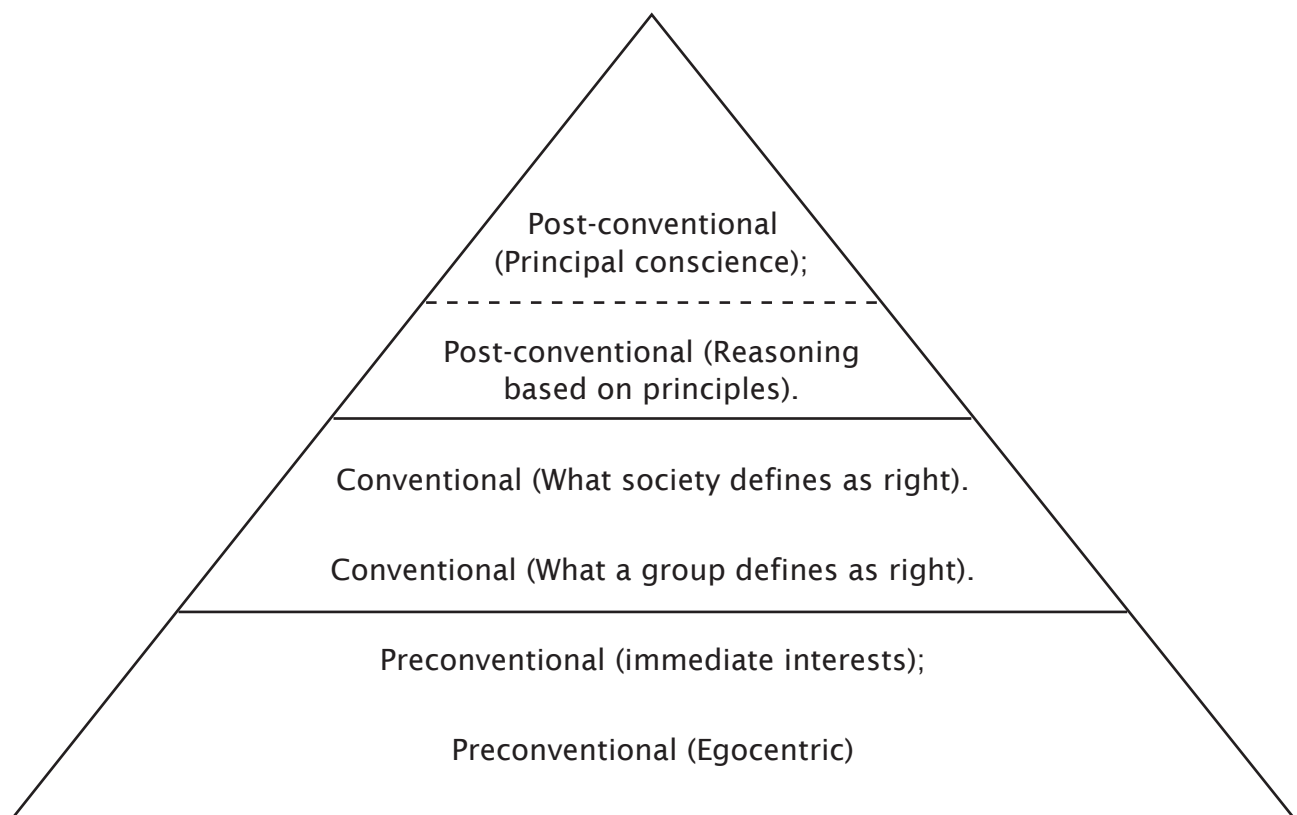 Post-conventional
(Principal conscience);
Post-conventional (Reasoning
based on principles).
Conventional (What society defines as right).
Conventional (What a group defines as right).
Preconventional (immediate interests);
Preconventional (Egocentric)